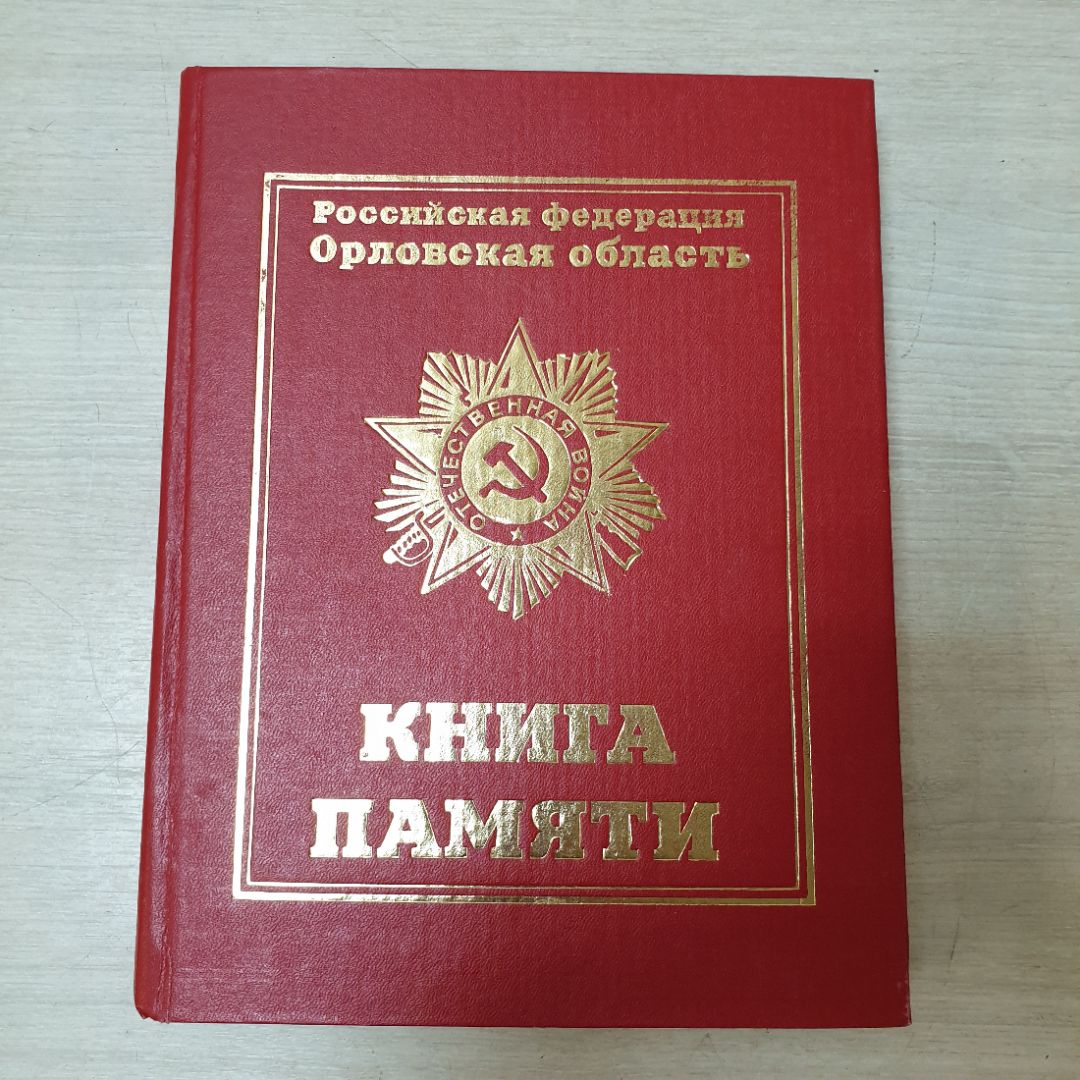 Российская федерация
Орловская область
ОТЕЧЕСТВЕННАЯ ВОЙНА
КНИГА
ПАМЯТИ